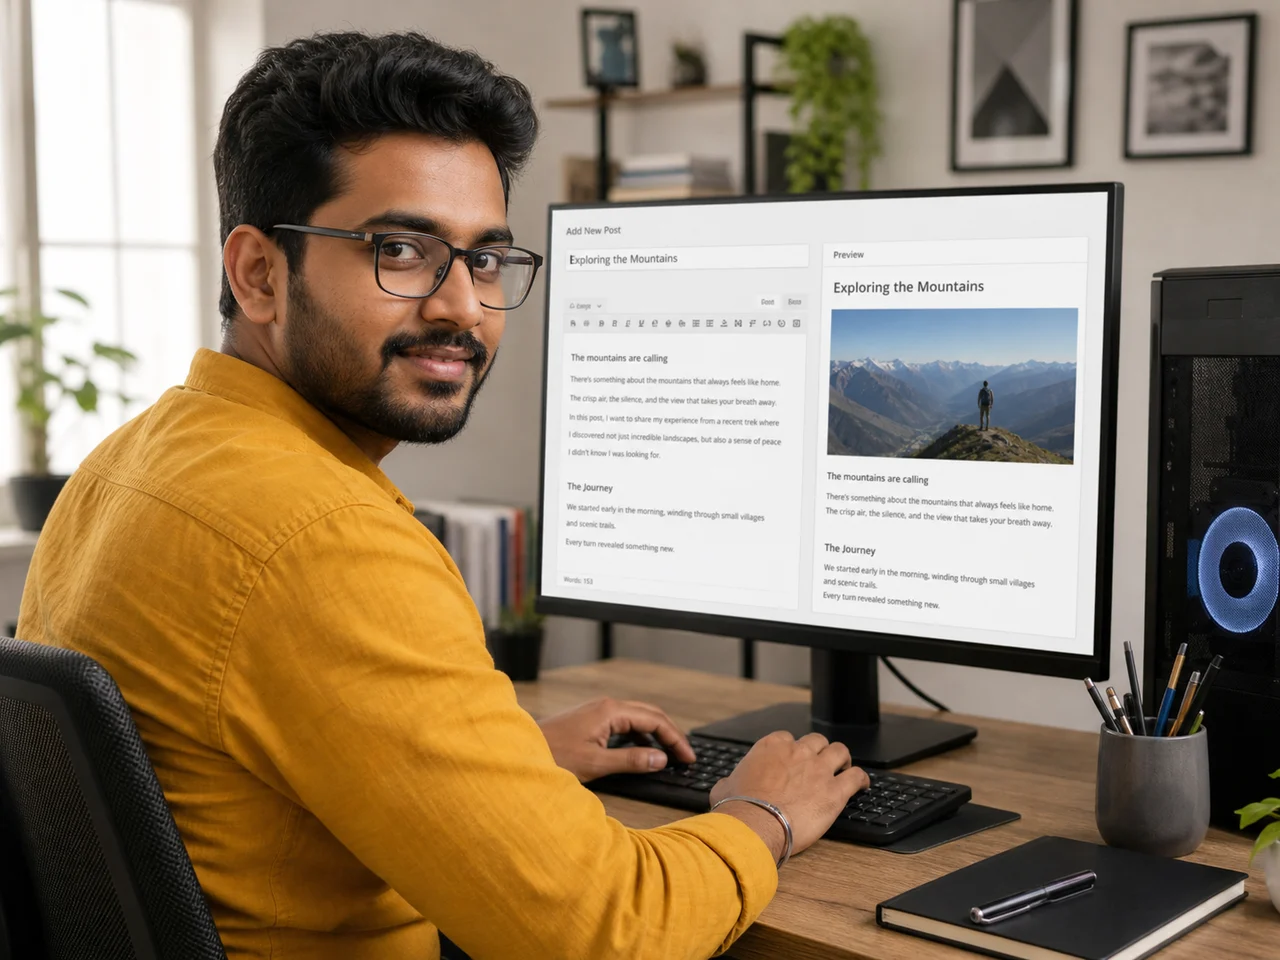 Add New Post
Exploring the Mountains
The mountains are calling
There's something about the mountains that always feels like home.
The crisp air, the silence, and the view that takes your breath away.
In this post, I want to share my experience from a recent trek where
I discovered not just incredible landscapes, but also a sense of peace
I didn't know I was looking for.
The Journey
We started early in the morning, winding through small villages
and scenic trails.
Every turn revealed something new.
Words: 153
Preview
Exploring the Mountains
The mountains are calling
There's something about the mountains that always feels like home.
The crisp air, the silence, and the view that takes your breath away.
The Journey
We started early in the morning, winding through small villages
and scenic trails.
Every turn revealed something new.